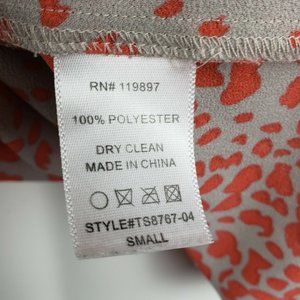 RN# 119897
100% POLYESTER
DRY CLEAN
MADE IN CHINA
STYLE#TS8767-04
SMALL